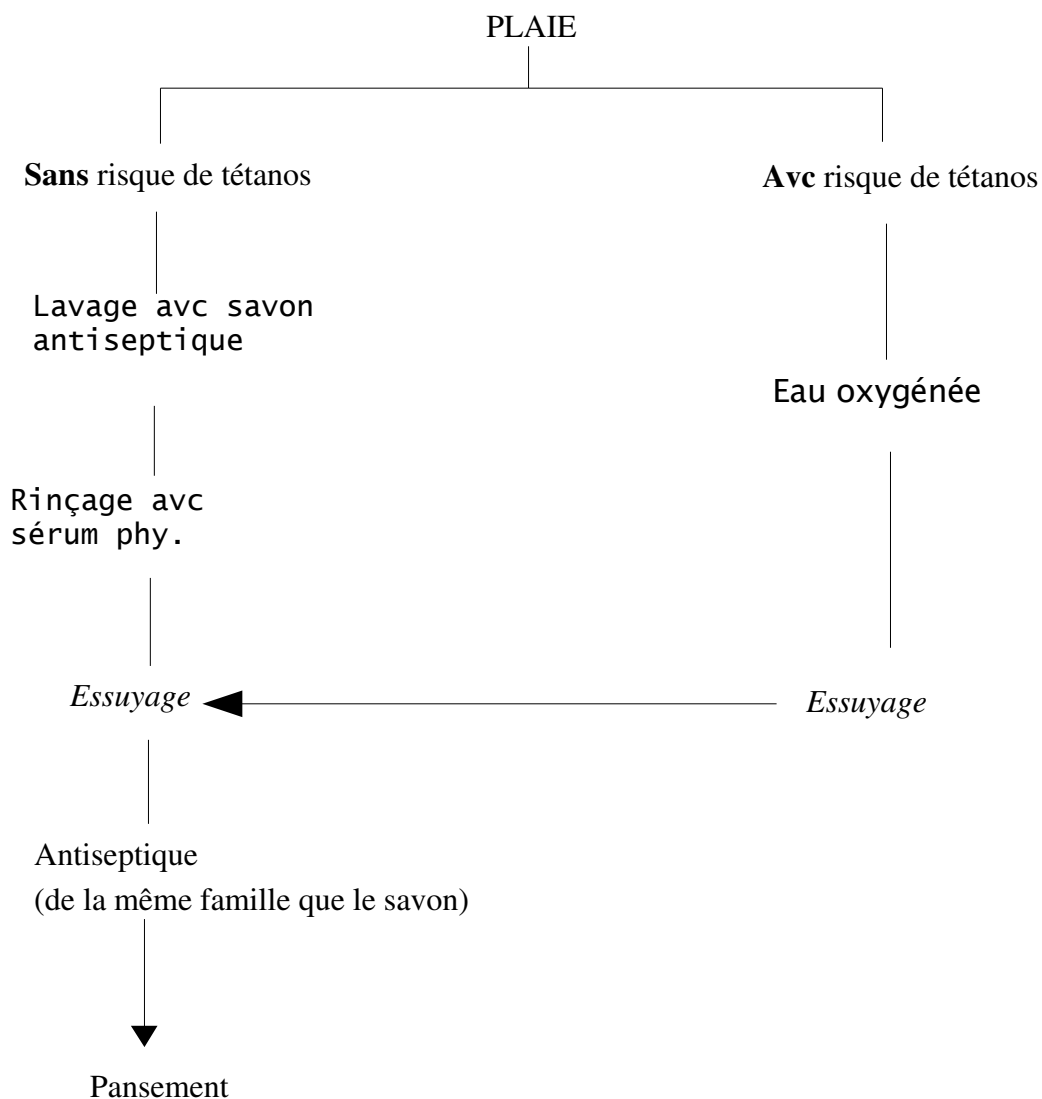 PLAIE
Sans risque de tétanos
Avc risque de tétanos
Lavage avc savon
antiseptique
Eau oxygénée
Rinçage avc
sérum phy.
Essuyage
Essuyage
Antiseptique
(de la même famille que le savon)
Pansement